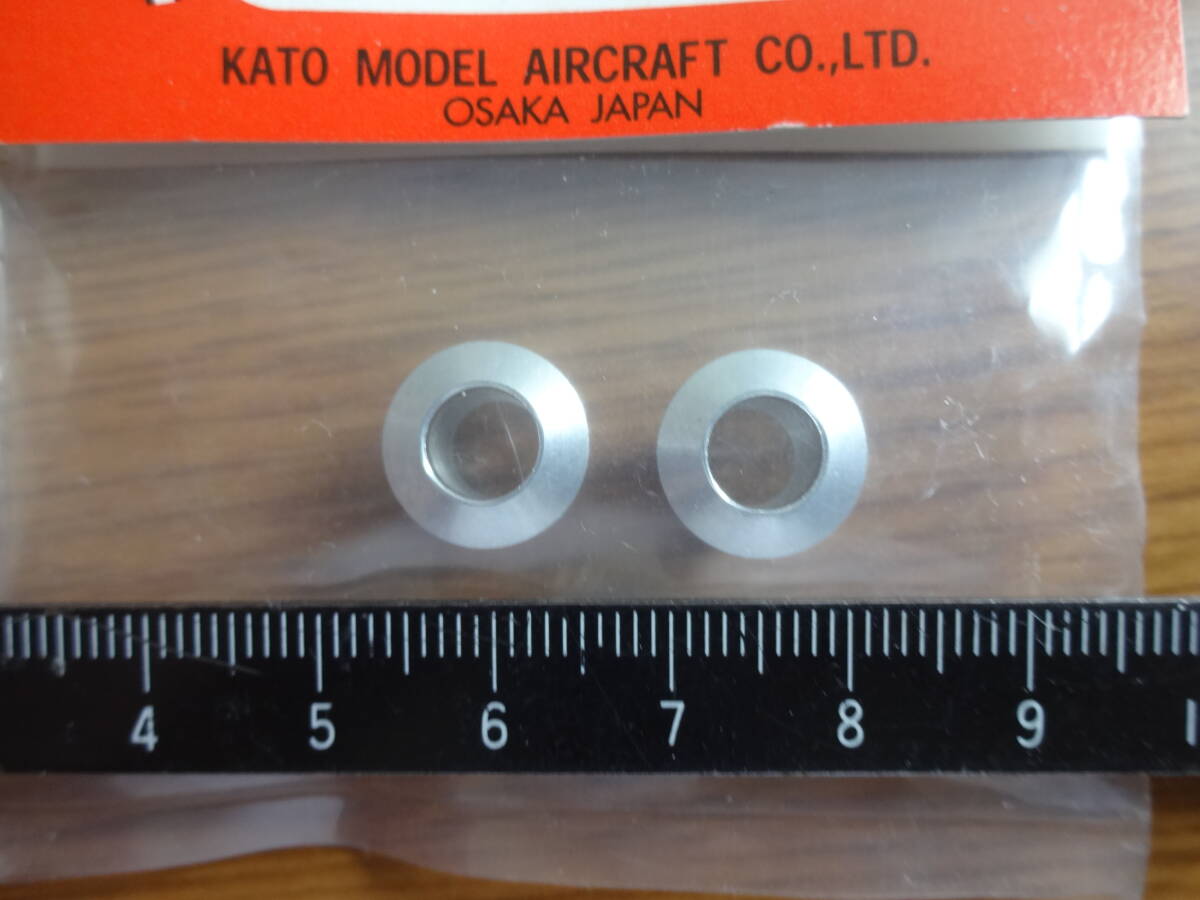 KATO MODEL AIRCRAFT CO.,LTD.
OSAKA JAPAN
4 5 6 7 8 9